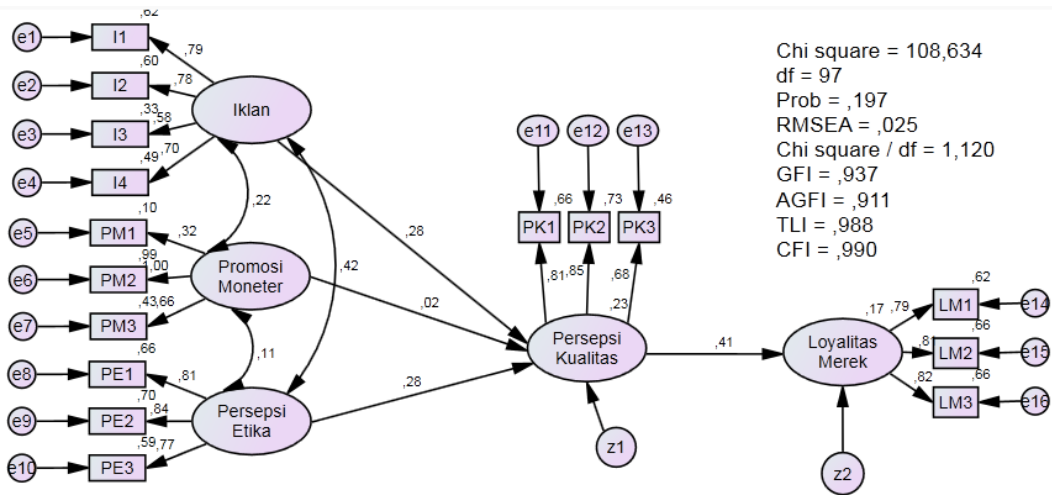 ,62
e1
I1
,79
,60
e2
I2
,78
Iklan
,33
,58
e3
I3
,49
,70
e4
I4
,22
,42
,28
,10
e5
PM1
,32
,99
1,00
e6
PM2
Promosi
Moneter
,02
,43
,66
e7
PM3
,11
,66
e8
PE1
,81
,70
e9
PE2
,84
Persepsi
Etika
,28
,59
,77
e10
PE3
e11
e12
e13
,66
,73
,46
PK1
PK2
PK3
,81
,85
,68
,23
Persepsi
Kualitas
z1
,41
Chi square = 108,634
df = 97
Prob = ,197
RMSEA = ,025
Chi square / df = 1,120
GFI = ,937
AGFI = ,911
TLI = ,988
CFI = ,990
,17
,79
,62
LM1
e14
Loyalitas
Merek
,66
LM2
e15
,82
,66
LM3
e16
z2